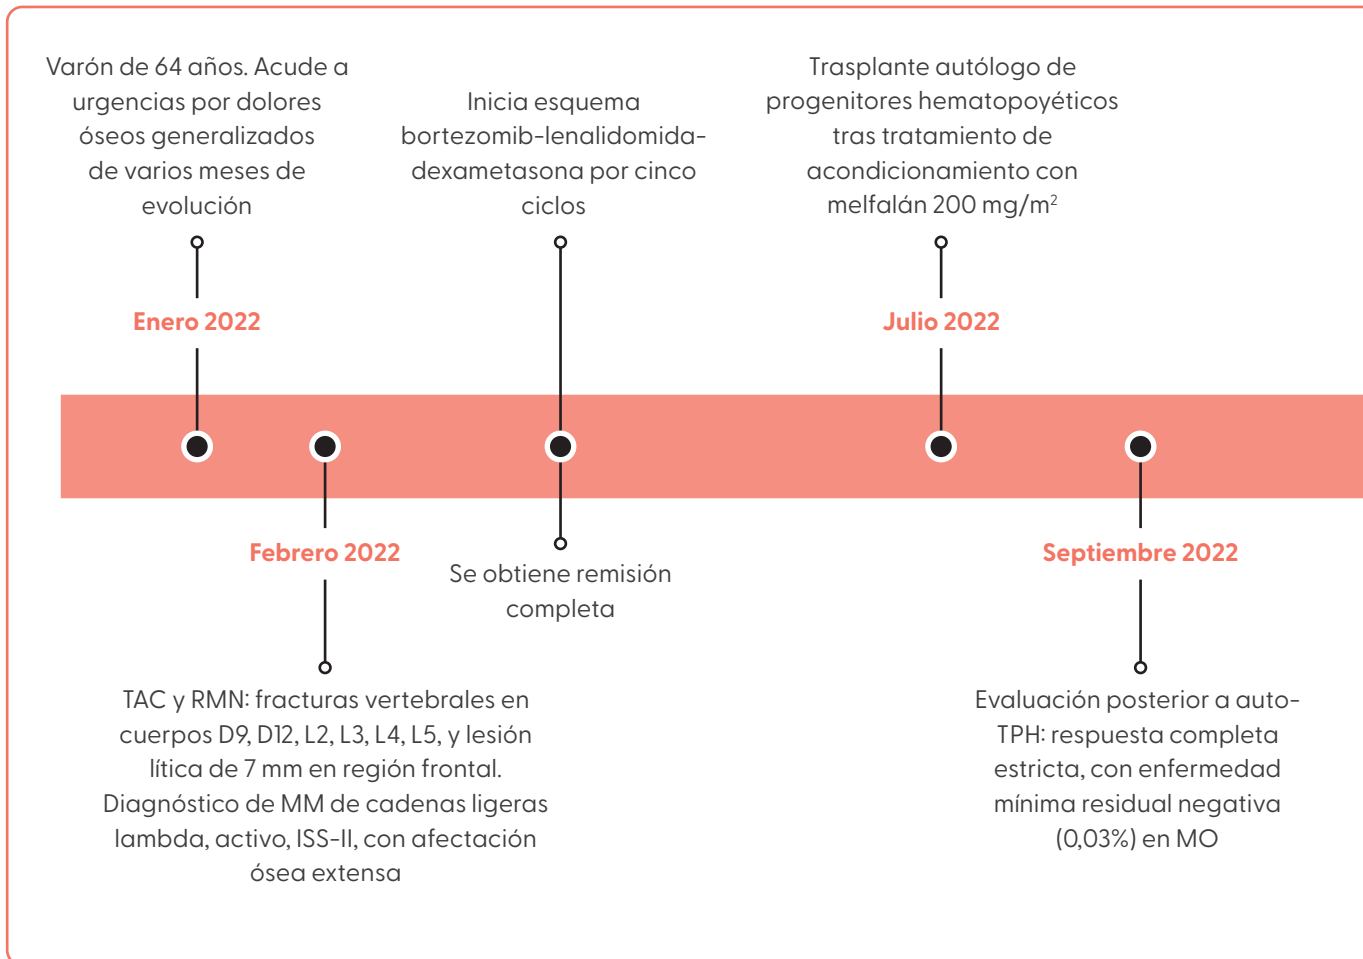 Varón de 64 años. Acude a
urgencias por dolores
óseos generalizados
de varios meses de
evolución
Enero 2022
TAC y RMN: fracturas vertebrales en
cuerpos D9, D12, L2, L3, L4, L5, y lesión
lítica de 7 mm en región frontal.
Diagnóstico de MM de cadenas ligeras
lambda, activo, ISS-II, con afectación
ósea extensa
Febrero 2022
Inicia esquema
bortezomib-lenalidomida-
dexametasona por cinco
ciclos
Se obtiene remisión
completa
Trasplante autólogo de
progenitores hematopoyéticos
tras tratamiento de
acondicionamiento con
melfalán 200 mg/m²
Julio 2022
Septiembre 2022
Evaluación posterior a auto-
TPH: respuesta completa
estricta, con enfermedad
mínima residual negativa
(0,03%) en MO